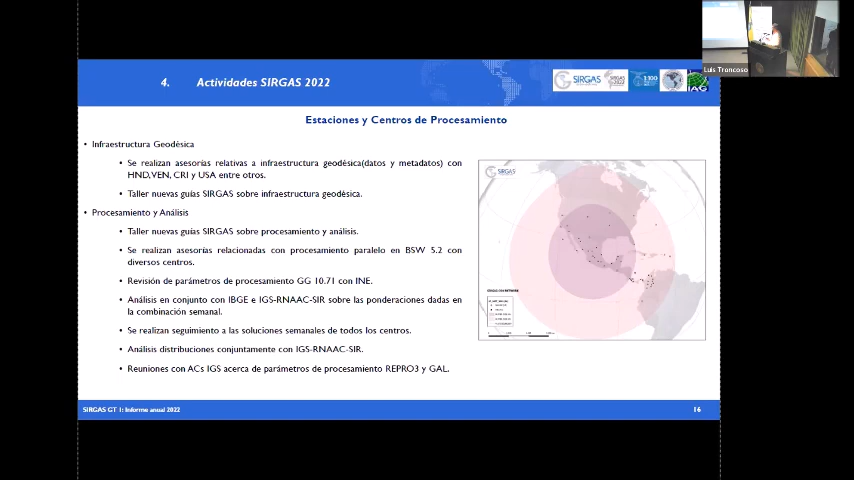 Luis Troncoso
4. Actividades SIRGAS 2022
SIRGAS
IAG
Estaciones y Centros de Procesamiento
• Infraestructura Geodésica
• Se realizan asesorías relativas a infraestructura geodésica(datos y metadatos) con
HND,VEN, CRI y USA entre otros.
• Taller nuevas guías SIRGAS sobre infraestructura geodésica.
• Procesamiento y Análisis
• Taller nuevas guías SIRGAS sobre procesamiento y análisis.
• Se realizan asesorías relacionadas con procesamiento paralelo en BSW 5.2 con
diversos centros.
• Revisión de parámetros de procesamiento GG 10.71 con INE.
• Análisis en conjunto con IBGE e IGS-RNAAC-SIR sobre las ponderaciones dadas en
la combinación semanal.
• Se realizan seguimiento a las soluciones semanales de todos los centros.
• Análisis distribuciones conjuntamente con IGS-RNAAC-SIR.
• Reuniones con ACs IGS acerca de parámetros de procesamiento REPRO3 y GAL.
SIRGAS
SIRGAS GT 1: Informe anual 2022
16